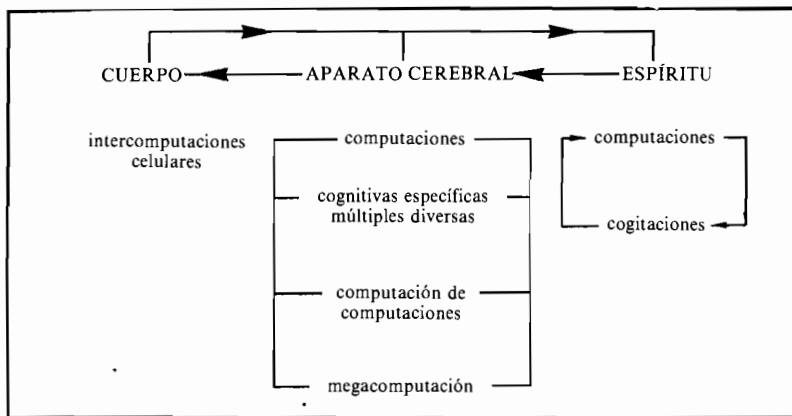 CUERPO APARATO CEREBRAL ESPÍRITU
intercomputaciones
celulares
computaciones
cognitivas específicas
múltiples diversas
computación de
computaciones
megacomputación
computaciones
cogitaciones